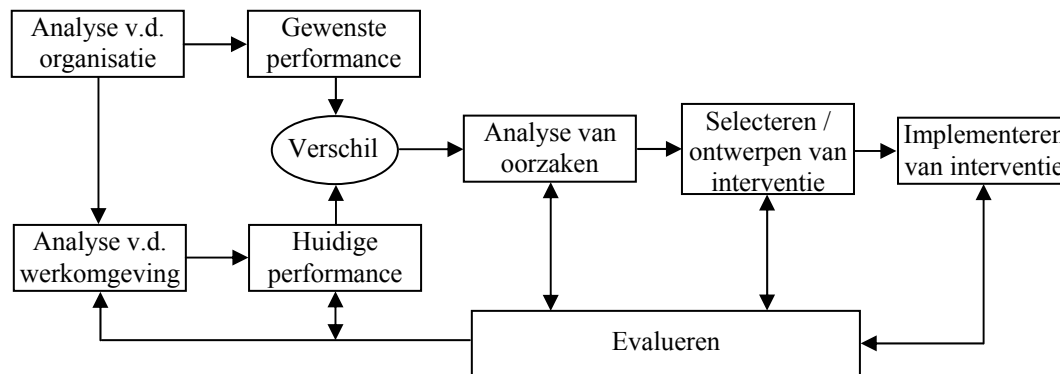 Analyse v.d.
organisatie
Gewenste
performance
Verschil
Analyse van
oorzaken
Selecteren /
ontwerpen van
interventie
Implementeren
van interventie
Analyse v.d.
werkomgeving
Huidige
performance
Evalueren